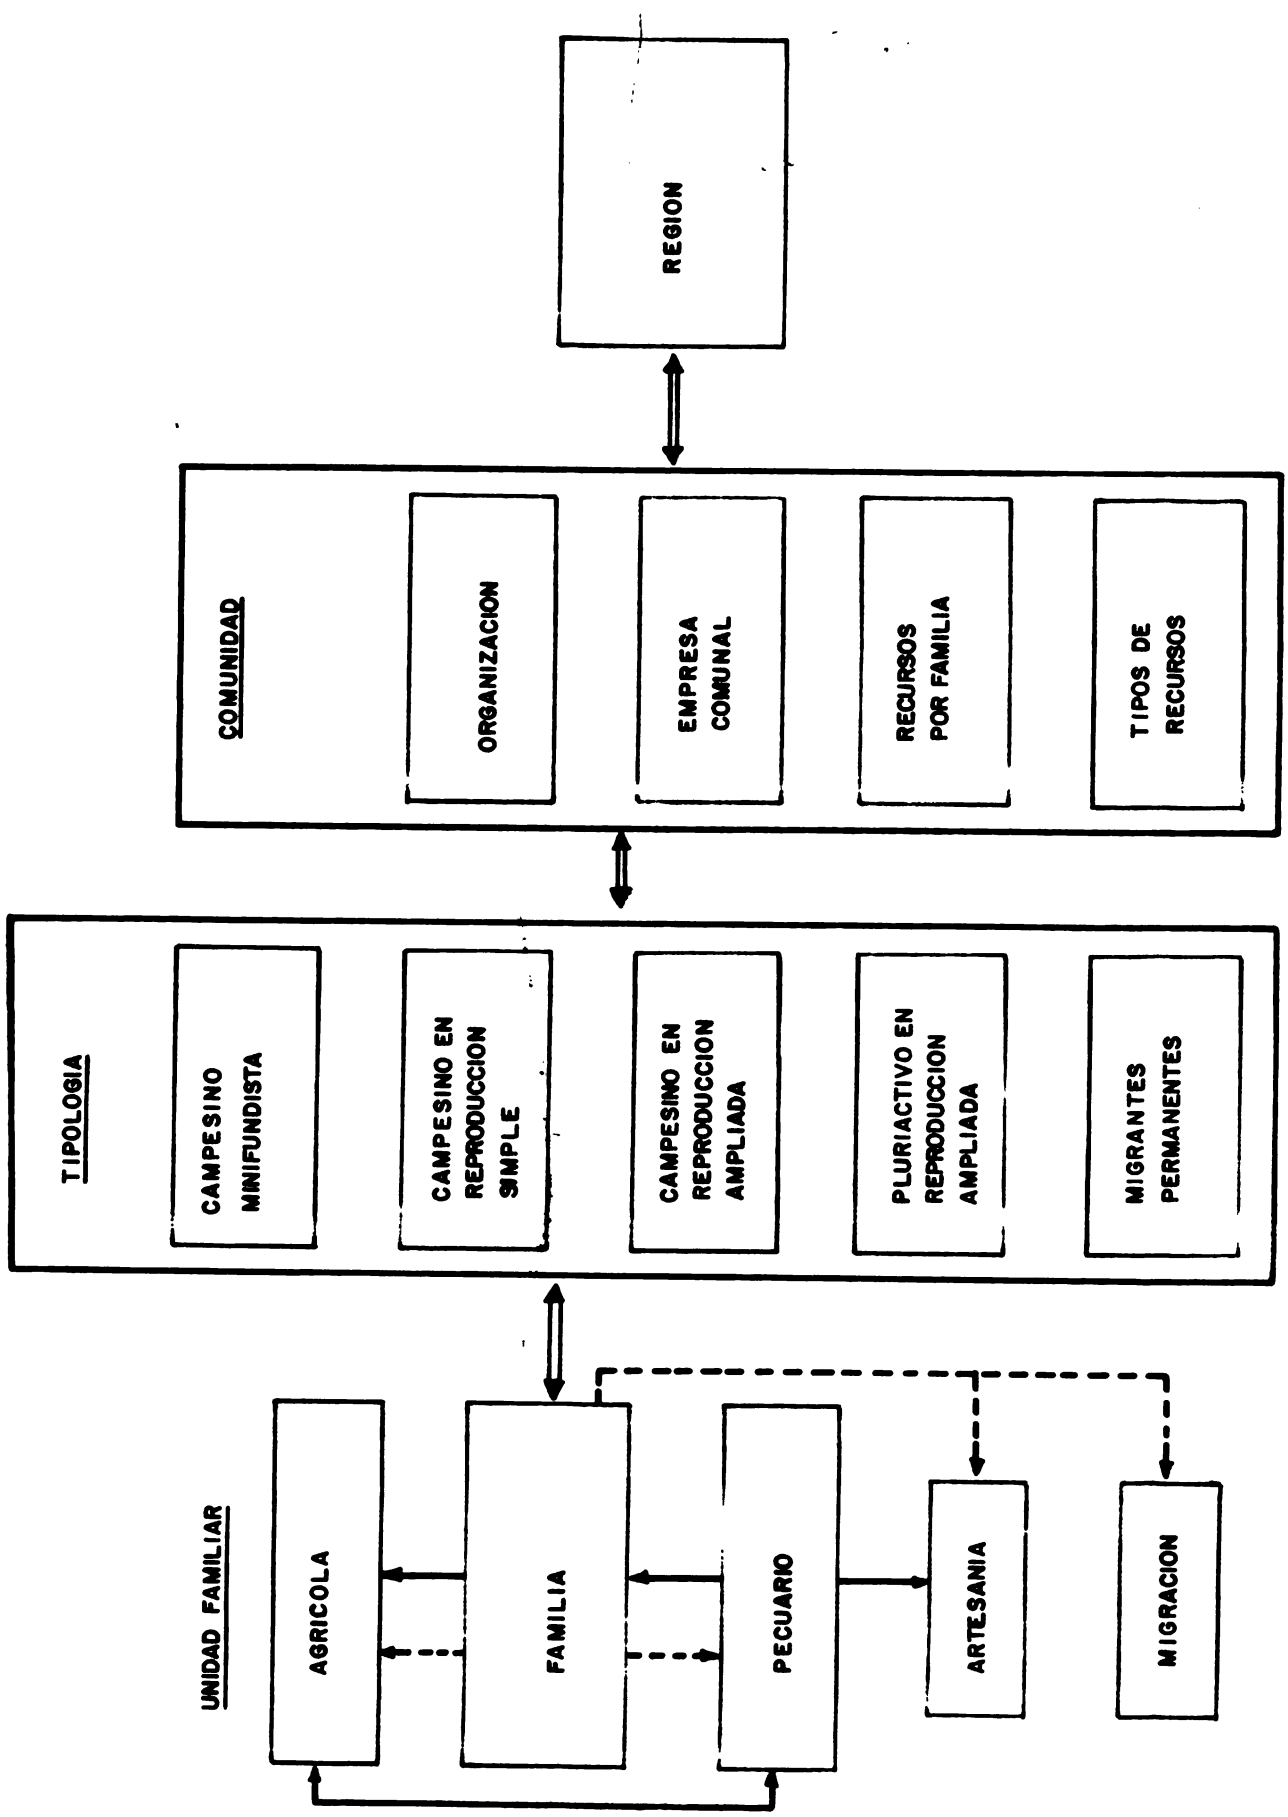 UNIDAD FAMILIAR
AGRICOLA
FAMILIA
PECUARIO
ARTESANIA
MIGRACION
TIPOLOGIA
CAMPESINO
MINIFUNDISTA
CAMPESINO EN
REPRODUCCION
SIMPLE
CAMPESINO EN
REPRODUCCION
AMPLIADA
PLURIACTIVO EN
REPRODUCCION
AMPLIADA
MIGRANTES
PERMANENTES
COMUNIDAD
ORGANIZACION
EMPRESA
COMUNAL
RECURSOS
POR FAMILIA
TIPOS DE
RECURSOS
REGION